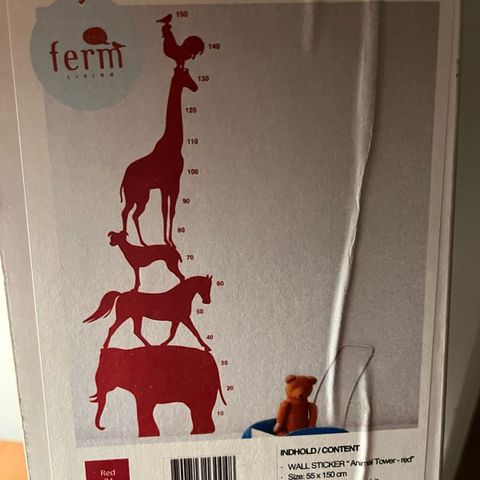 ferm
LIVING
150
140
130
120
110
100
90
80
70
60
50
40
30
20
10
Red
INDHOLD / CONTENT
· WALL STICKER " Animal Tower - red"
· Size: 55 x 150 cm